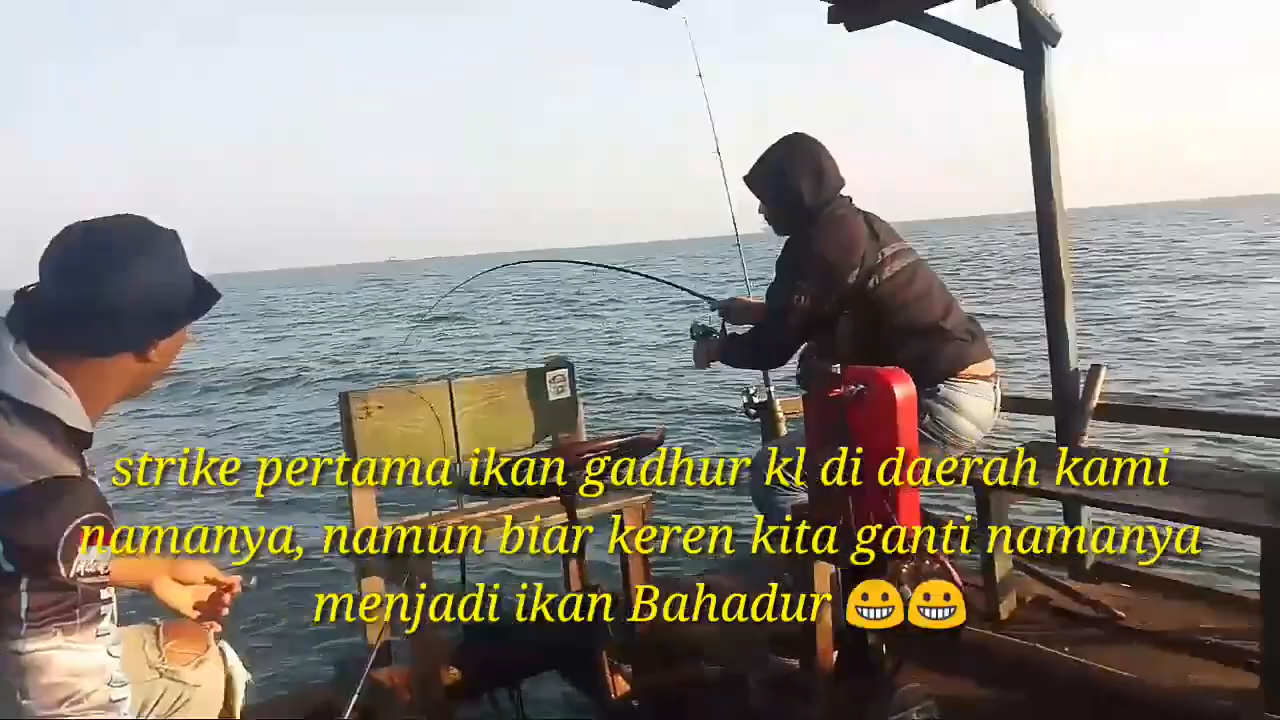 strike pertama ikan gadhur kl di daerah kami
namanya, namun biar keren kita ganti namanya
menjadi ikan Bahadur 😀😀